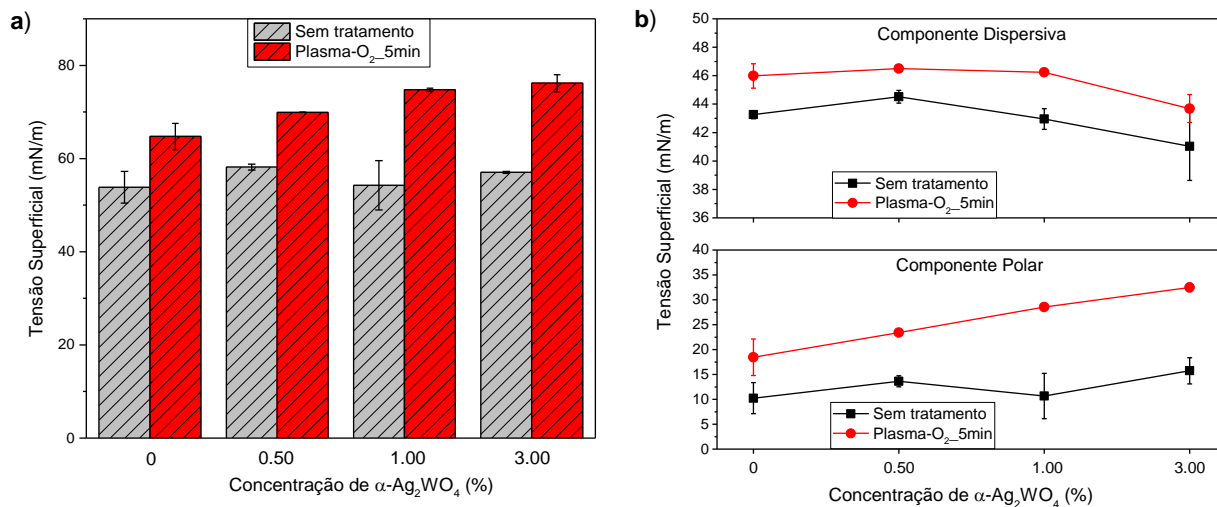 a)
Sem tratamento
Plasma-O₂_5min
Tensão Superficial (mN/m)
80
60
40
20
0
0 0.50 1.00 3.00
Concentração de α-Ag₂WO₄ (%)
b)
Componente Dispersiva
50
48
46
44
42
40
38
36
Sem tratamento
Plasma-O₂_5min
Tensão Superficial (mN/m)
Componente Polar
40
35
30
25
20
15
10
5
0
Sem tratamento
Plasma-O₂_5min
0 0.50 1.00 3.00
Concentração de α-Ag₂WO₄ (%)